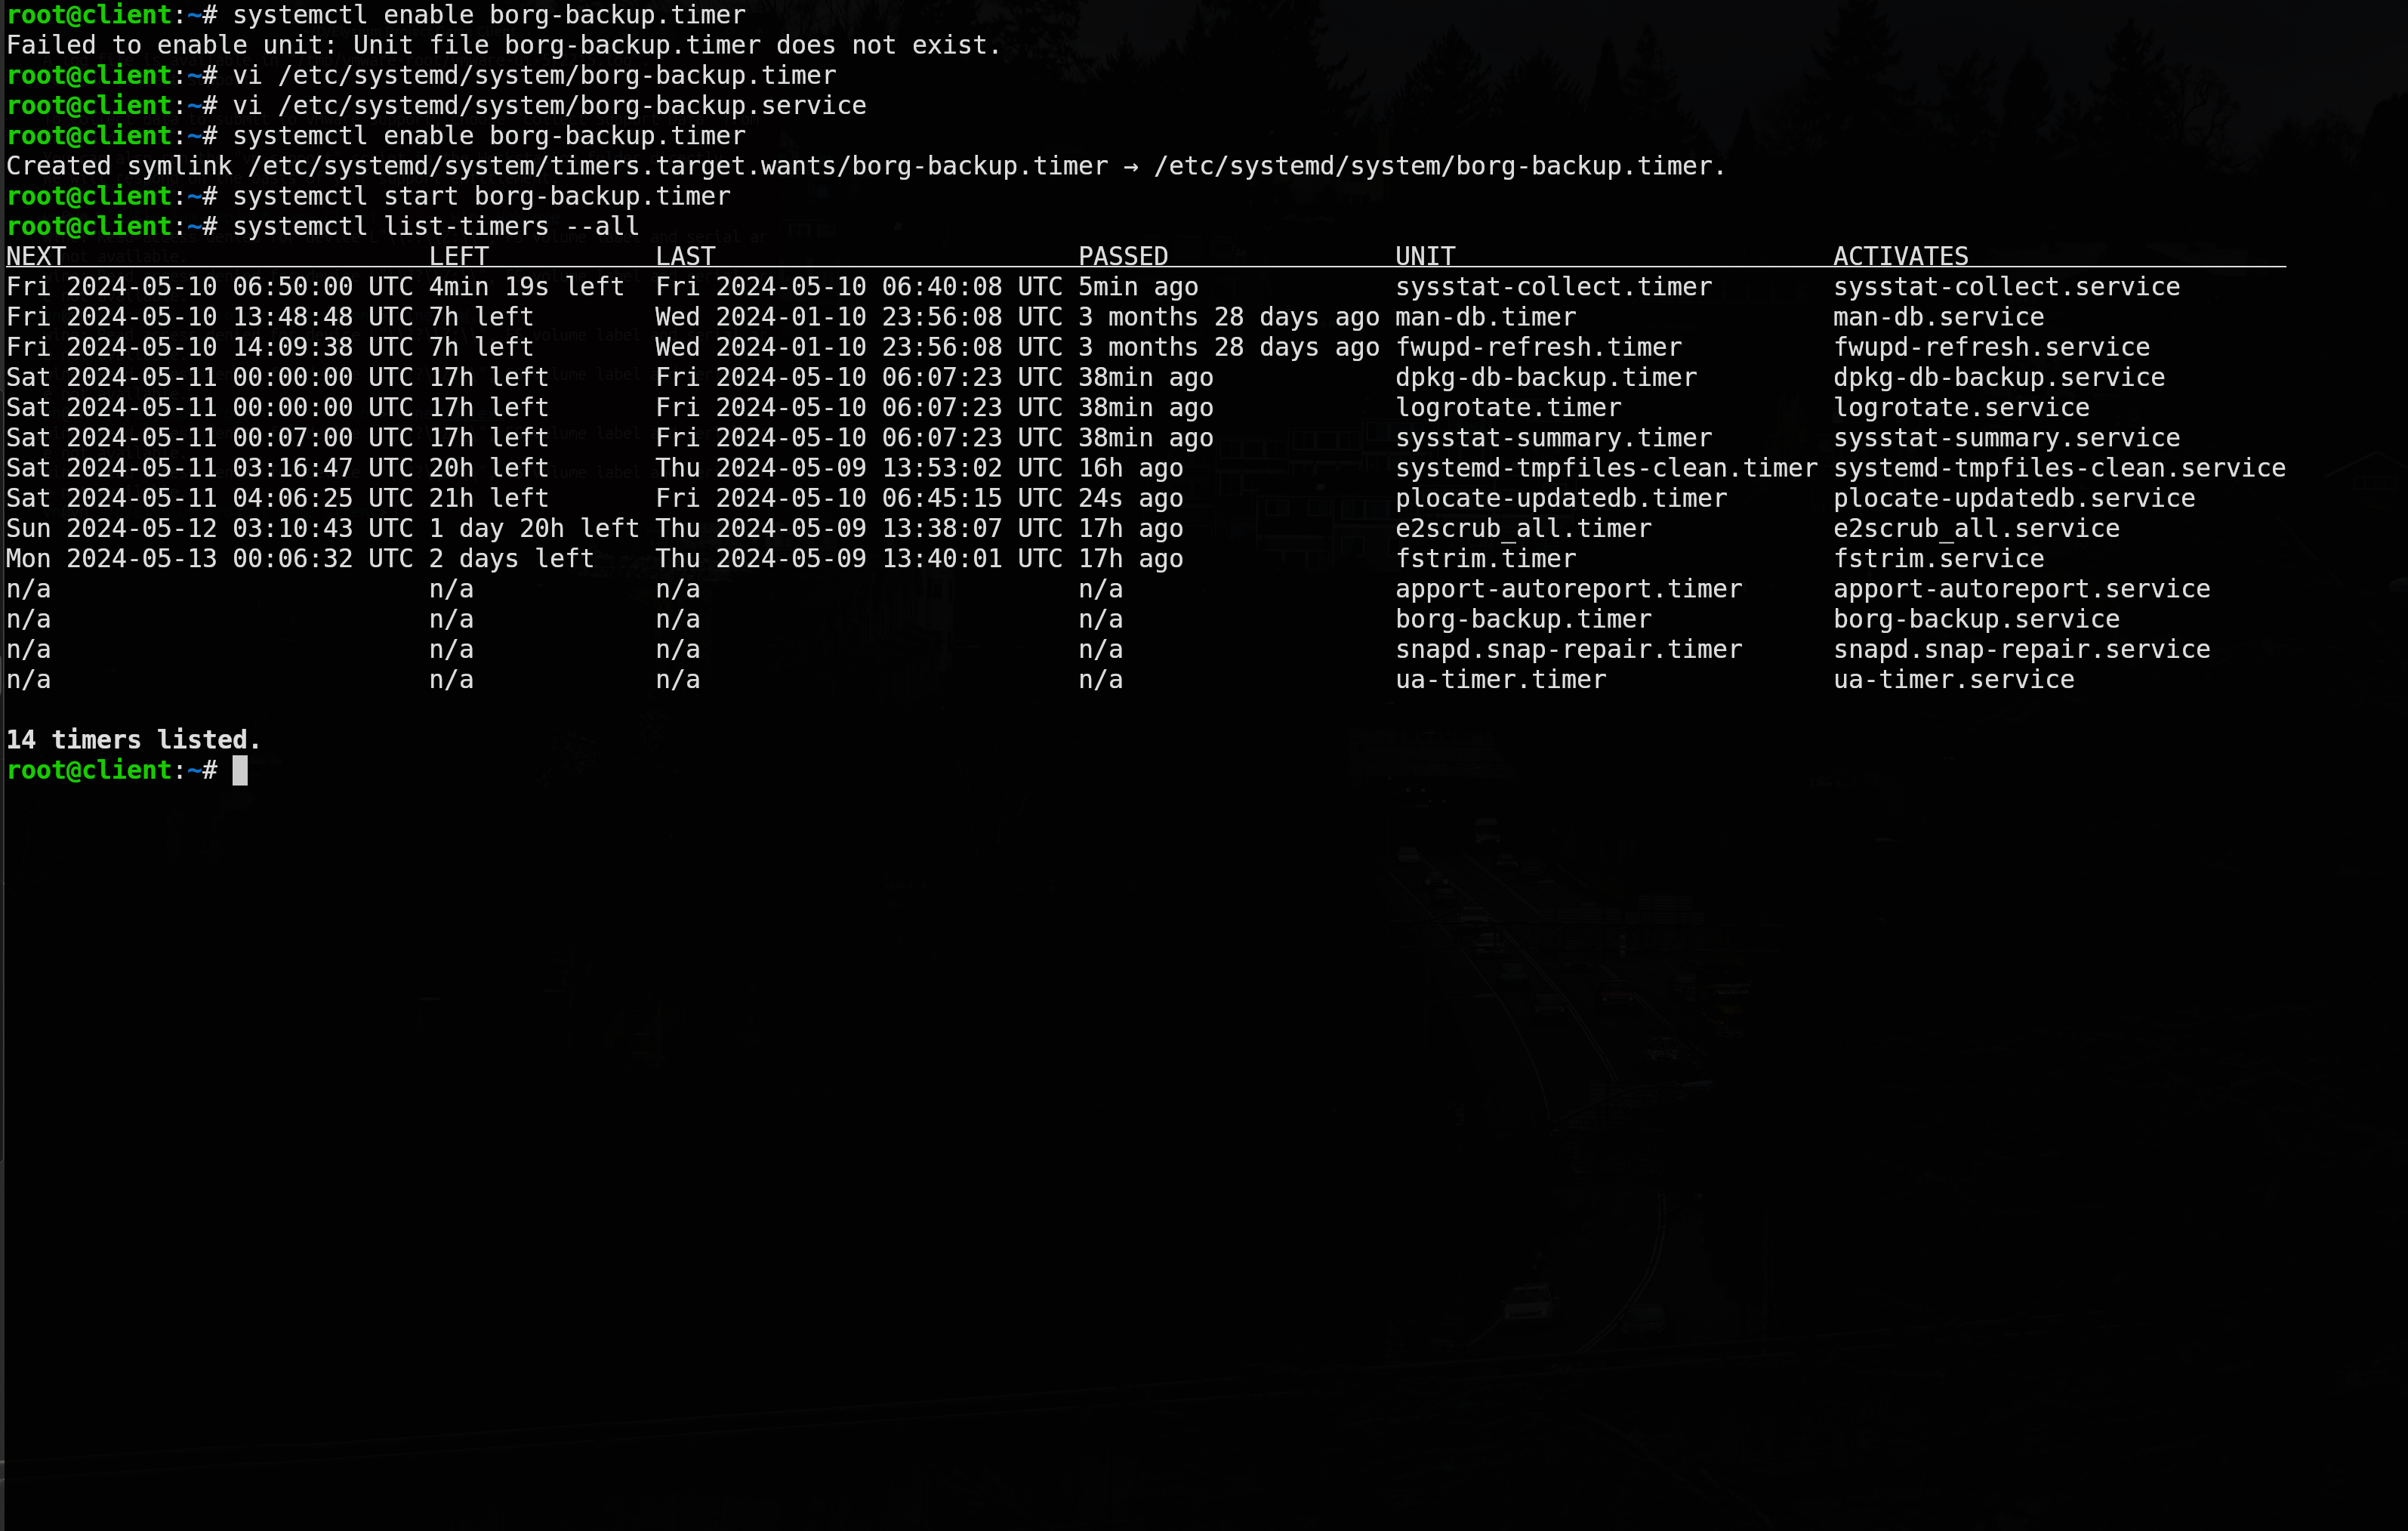 root@client:~# systemctl enable borg-backup.timer
Failed to enable unit: Unit file borg-backup.timer does not exist.
root@client:~# vi /etc/systemd/system/borg-backup.timer
root@client:~# vi /etc/systemd/system/borg-backup.service
root@client:~# systemctl enable borg-backup.timer
Created symlink /etc/systemd/system/timers.target.wants/borg-backup.timer → /etc/systemd/system/borg-backup.timer.
root@client:~# systemctl start borg-backup.timer
root@client:~# systemctl list-timers --all
NEXT LEFT LAST PASSED UNIT ACTIVATES
Fri 2024-05-10 06:50:00 UTC 4min 19s left Fri 2024-05-10 06:40:08 UTC 5min ago sysstat-collect.timer sysstat-collect.service
Fri 2024-05-10 13:48:48 UTC 7h left Wed 2024-01-10 23:56:08 UTC 3 months 28 days ago man-db.timer man-db.service
Fri 2024-05-10 14:09:38 UTC 7h left Wed 2024-01-10 23:56:08 UTC 3 months 28 days ago fwupd-refresh.timer fwupd-refresh.service
Sat 2024-05-11 00:00:00 UTC 17h left Fri 2024-05-10 06:07:23 UTC 38min ago dpkg-db-backup.timer dpkg-db-backup.service
Sat 2024-05-11 00:00:00 UTC 17h left Fri 2024-05-10 06:07:23 UTC 38min ago logrotate.timer logrotate.service
Sat 2024-05-11 00:07:00 UTC 17h left Fri 2024-05-10 06:07:23 UTC 38min ago sysstat-summary.timer sysstat-summary.service
Sat 2024-05-11 03:16:47 UTC 20h left Thu 2024-05-09 13:53:02 UTC 16h ago systemd-tmpfiles-clean.timer systemd-tmpfiles-clean.service
Sat 2024-05-11 04:06:25 UTC 21h left Fri 2024-05-10 06:45:15 UTC 24s ago plocate-updatedb.timer plocate-updatedb.service
Sun 2024-05-12 03:10:43 UTC 1 day 20h left Thu 2024-05-09 13:38:07 UTC 17h ago e2scrub_all.timer e2scrub_all.service
Mon 2024-05-13 00:06:32 UTC 2 days left Thu 2024-05-09 13:40:01 UTC 17h ago fstrim.timer fstrim.service
n/a n/a n/a n/a apport-autoreport.timer apport-autoreport.service
n/a n/a n/a n/a borg-backup.timer borg-backup.service
n/a n/a n/a n/a snapd.snap-repair.timer snapd.snap-repair.service
n/a n/a n/a n/a ua-timer.timer ua-timer.service
14 timers listed.
root@client:~#